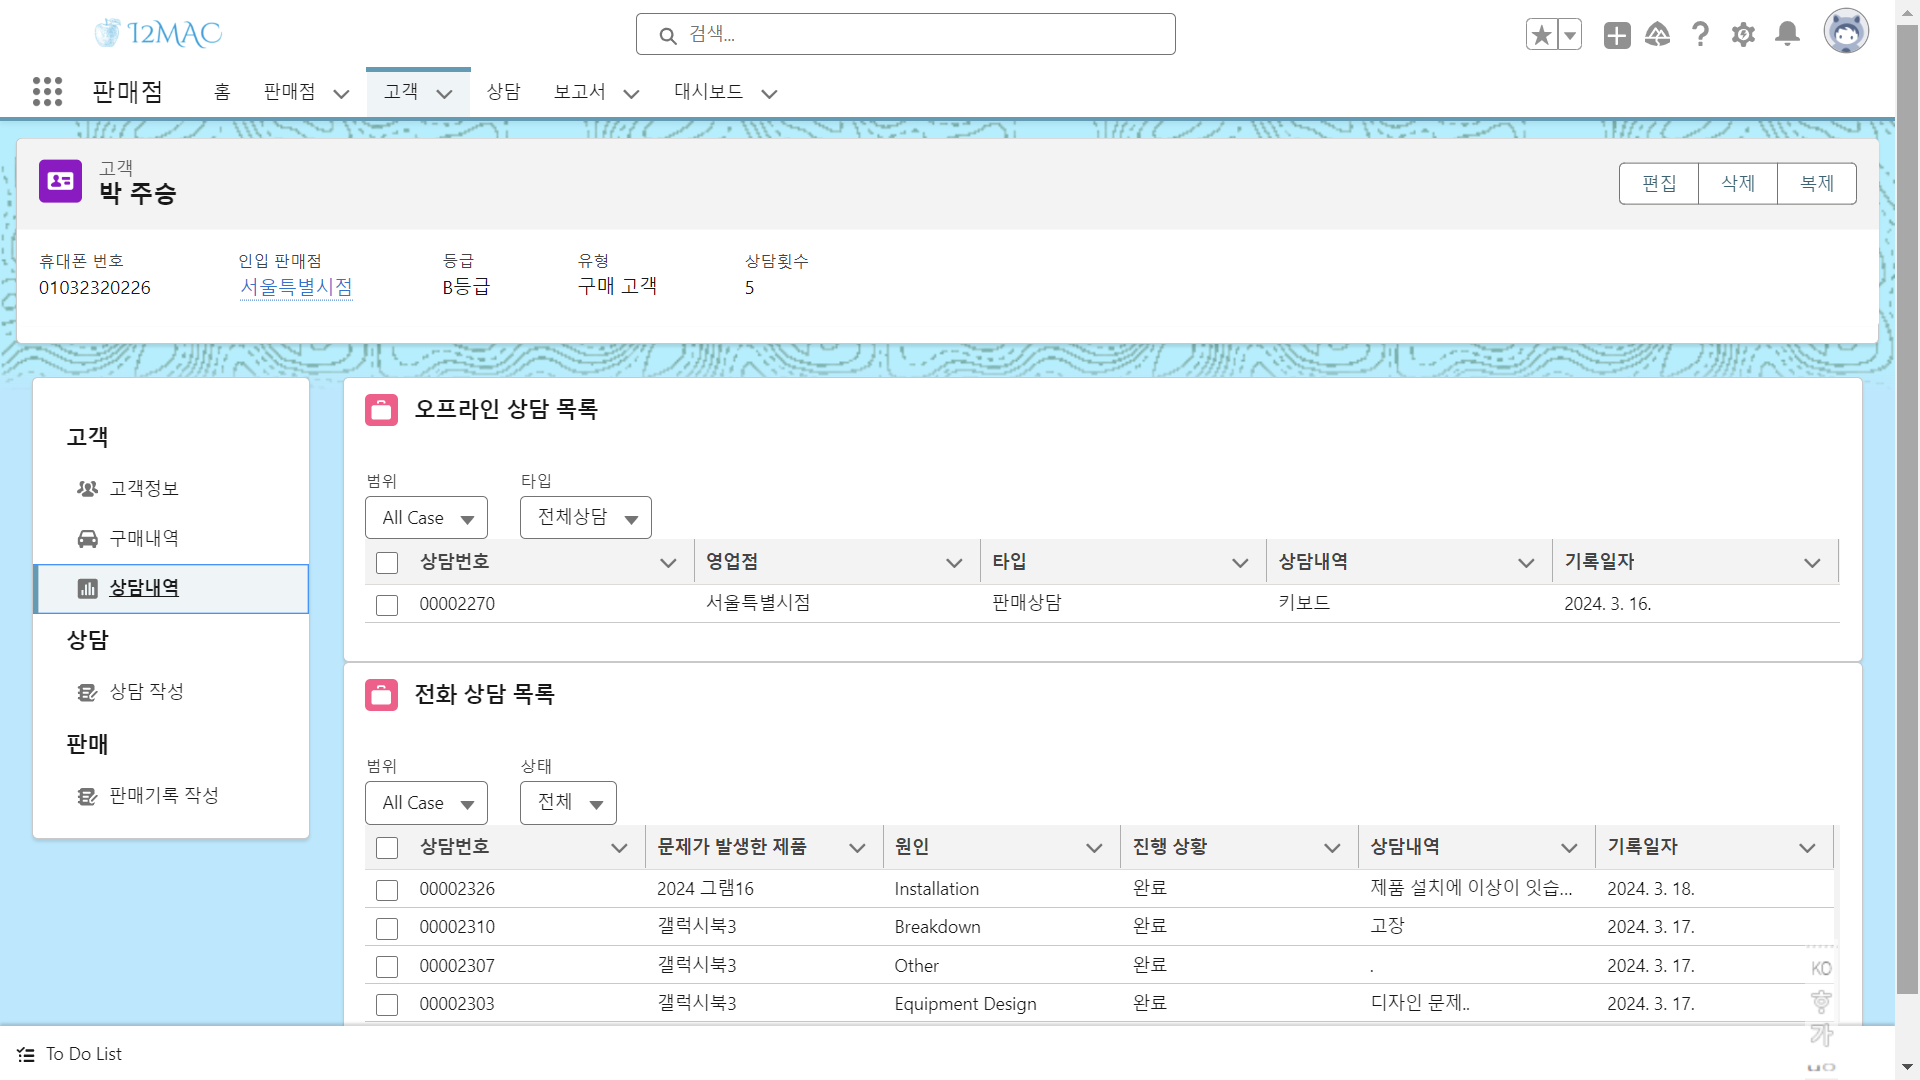 I2MAC
검색...
판매점
홈
판매점
고객
상담
보고서
대시보드
고객
박 주승
편집
삭제
복제
휴대폰 번호
인입 판매점
등급
유형
상담횟수
01032320226
서울특별시점
B등급
구매 고객
5
고객
고객정보
구매내역
상담내역
상담
상담 작성
판매
판매기록 작성
오프라인 상담 목록
범위
타입
All Case
전체상담
상담번호
영업점
타입
상담내역
기록일자
00002270
서울특별시점
판매상담
키보드
2024. 3. 16.
전화 상담 목록
범위
상태
All Case
전체
상담번호
문제가 발생한 제품
원인
진행 상황
상담내역
기록일자
00002326
2024 그램16
Installation
완료
제품 설치에 이상이 잇습...
2024. 3. 18.
00002310
갤럭시북3
Breakdown
완료
고장
2024. 3. 17.
00002307
갤럭시북3
Other
완료
.
2024. 3. 17.
00002303
갤럭시북3
Equipment Design
완료
디자인 문제..
2024. 3. 17.
KO
가
To Do List